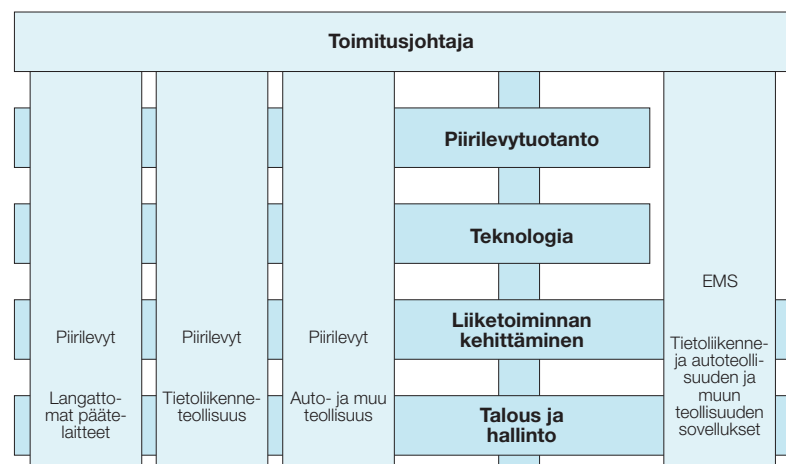 Toimitusjohtaja
Piirilevytuotanto
Teknologia
Liiketoiminnan
kehittäminen
Talous ja
hallinto
Piirilevyt
Langatto-
mat pääte-
laitteet
Piirilevyt
Tietoliikenne-
teollisuus
Piirilevyt
Auto- ja muu
teollisuus
EMS
Tietoliikenne-
ja autoteolli-
suuden ja
muun
teollisuuden
sovellukset